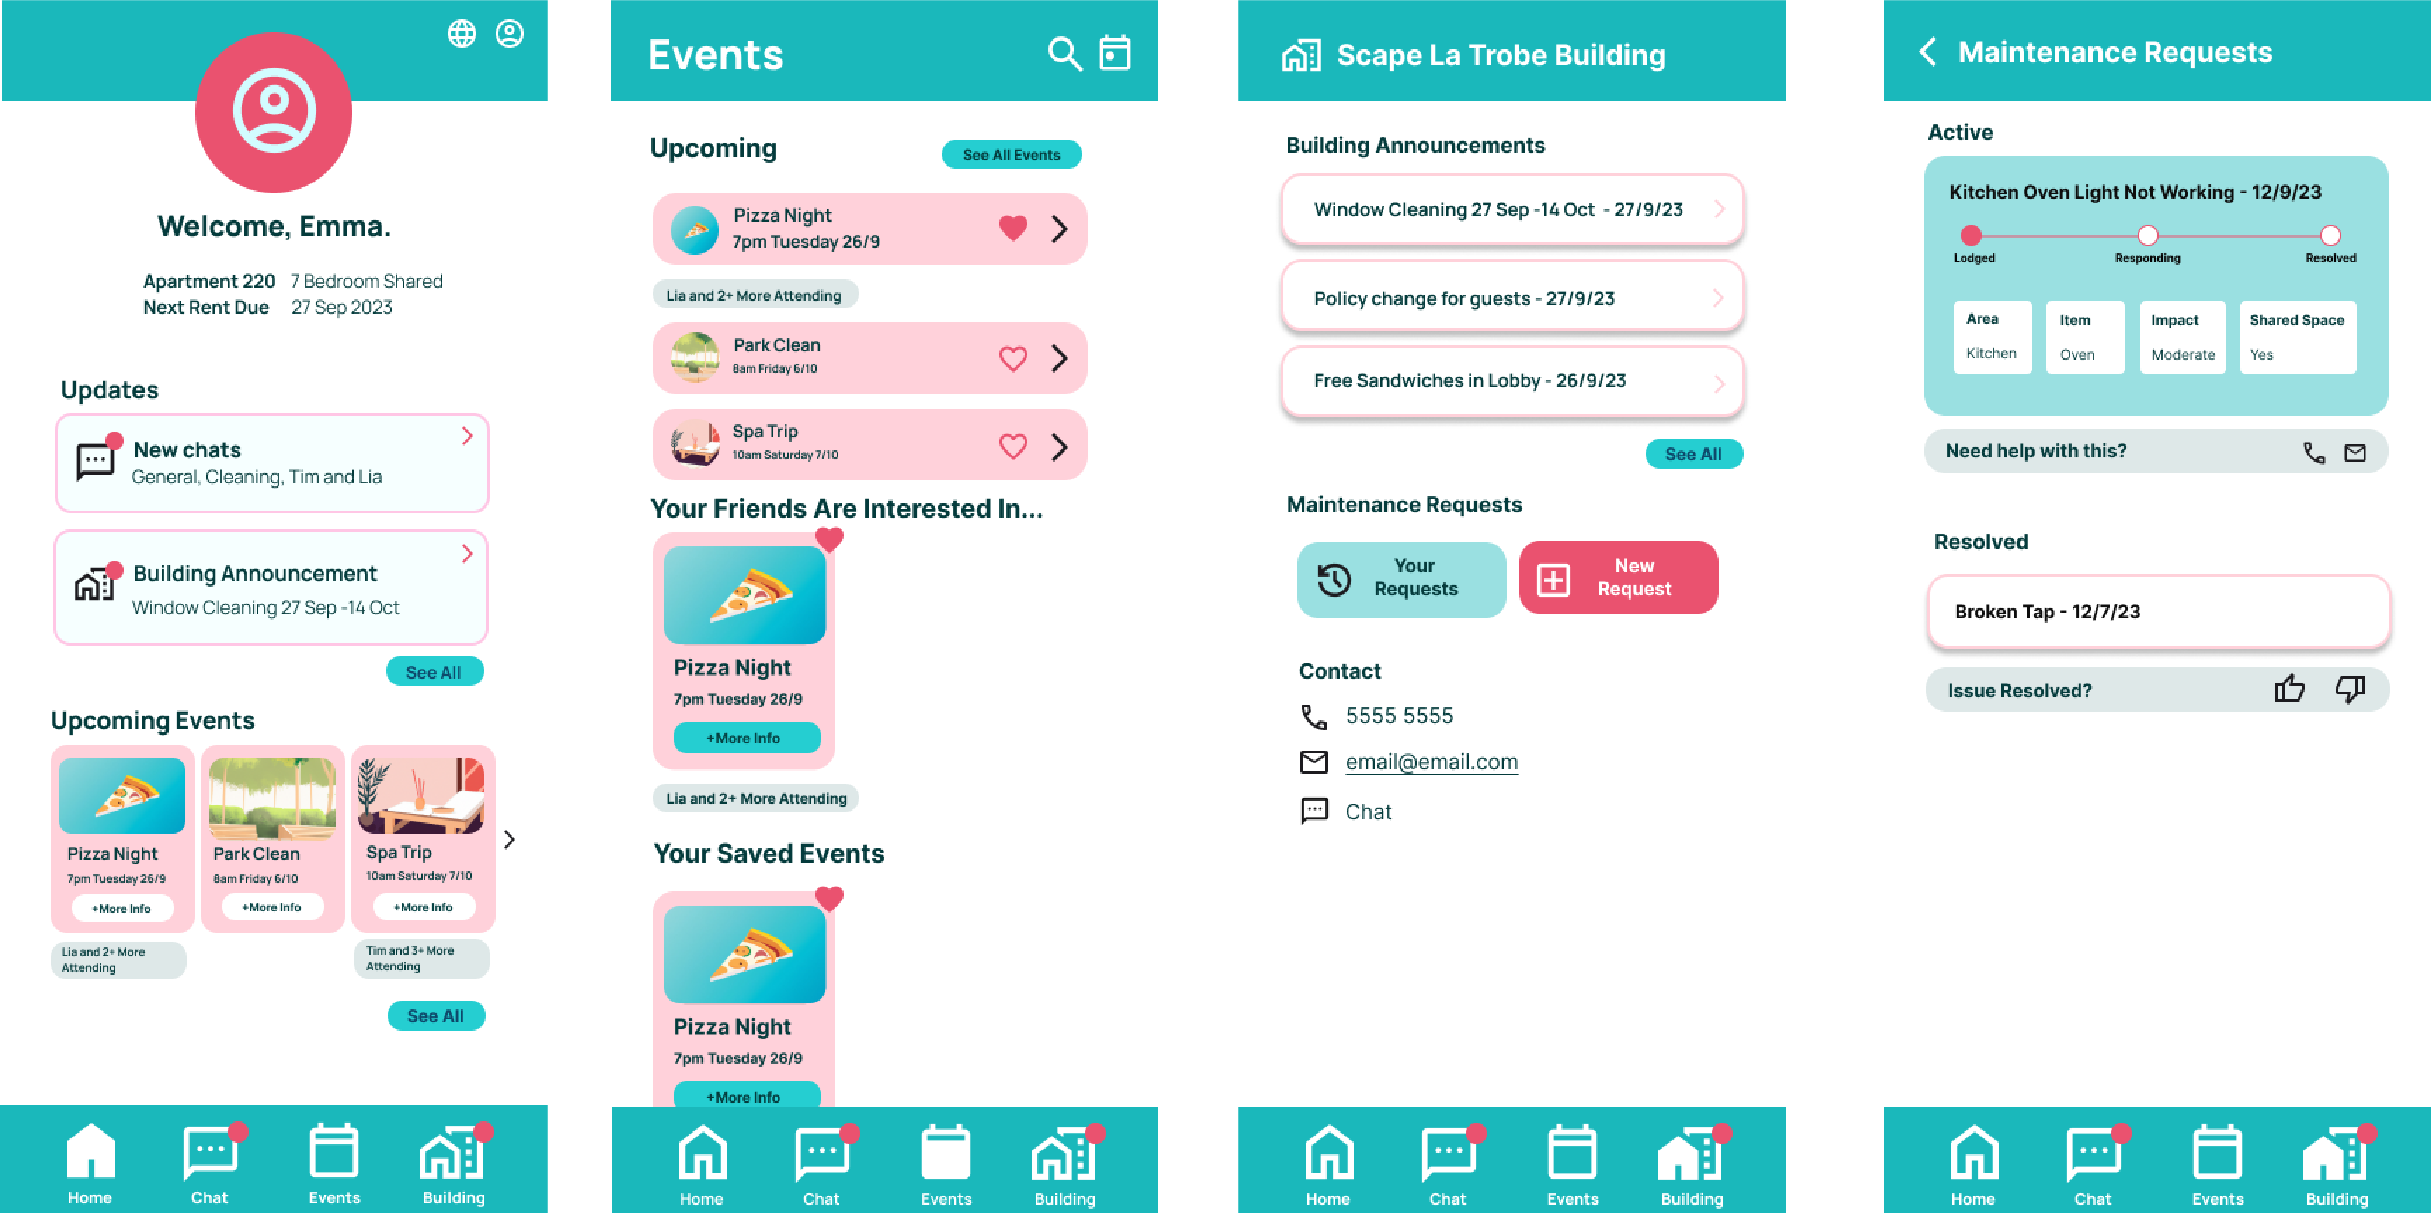 Welcome, Emma.
Apartment 220 7 Bedroom Shared
Next Rent Due 27 Sep 2023
Updates
New chats
General, Cleaning, Tim and Lia
Building Announcement
Window Cleaning 27 Sep -14 Oct
See All
Upcoming Events
Pizza Night
7pm Tuesday 26/9
+More Info
Lia and 2+ More
Attending
Park Clean
8am Friday 6/10
+More Info
Spa Trip
10am Saturday 7/10
+More Info
Tim and 3+ More
Attending
See All
Home
Chat
Events
Building
Events
Upcoming
See All Events
Pizza Night
7pm Tuesday 26/9
Lia and 2+ More Attending
Park Clean
8am Friday 6/10
Spa Trip
10am Saturday 7/10
Your Friends Are Interested In...
Pizza Night
7pm Tuesday 26/9
+More Info
Lia and 2+ More Attending
Your Saved Events
Pizza Night
7pm Tuesday 26/9
+More Info
Home
Chat
Events
Building
Scape La Trobe Building
Building Announcements
Window Cleaning 27 Sep -14 Oct - 27/9/23
Policy change for guests - 27/9/23
Free Sandwiches in Lobby - 26/9/23
See All
Maintenance Requests
Your
Requests
New
Request
Contact
5555 5555
email@email.com
Chat
Home
Chat
Events
Building
Maintenance Requests
Active
Kitchen Oven Light Not Working - 12/9/23
Lodged
Responding
Resolved
Area
Kitchen
Item
Oven
Impact
Moderate
Shared Space
Yes
Need help with this?
Resolved
Broken Tap - 12/7/23
Issue Resolved?
Home
Chat
Events
Building